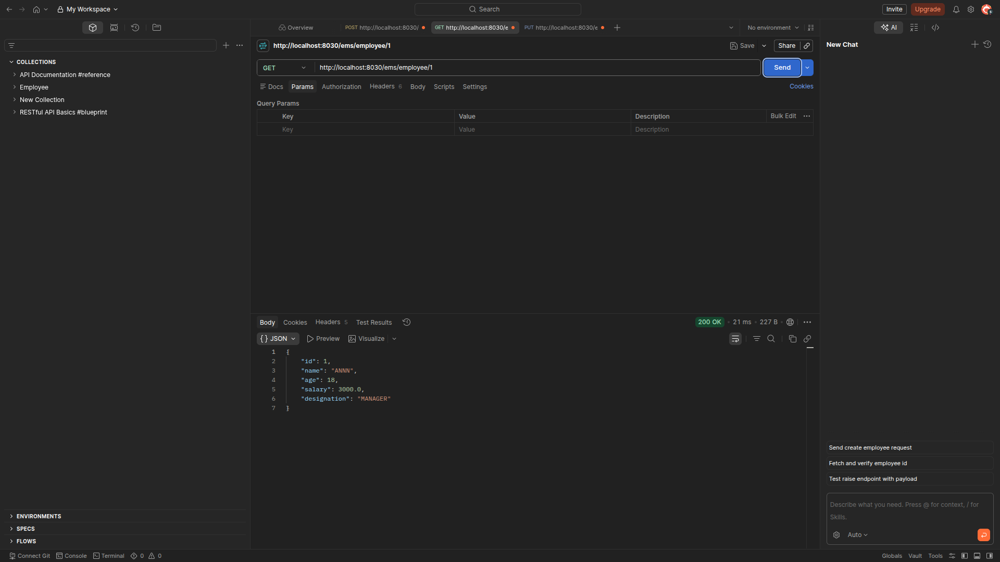 My Workspace
Search
Invite
Upgrade
Overview
POST http://localhost:8030/
GET http://localhost:8030/e
PUT http://localhost:8030/e
No environment
AI
HTTP
http://localhost:8030/ems/employee/1
Save
Share
New Chat
COLLECTIONS
API Documentation #reference
Employee
New Collection
RESTful API Basics #blueprint
GET
http://localhost:8030/ems/employee/1
Send
Docs
Params
Authorization
Headers 6
Body
Scripts
Settings
Cookies
Query Params
Key
Value
Description
Bulk Edit
Key
Value
Description
Body
Cookies
Headers 5
Test Results
200 OK
21 ms
227 B
{ } JSON
Preview
Visualize
1 {
2 "id": 1,
3 "name": "ANNN",
4 "age": 18,
5 "salary": 3000.0,
6 "designation": "MANAGER"
7 }
Send create employee request
Fetch and verify employee id
Test raise endpoint with payload
Describe what you need. Press @ for context, / for
Skills.
Auto
ENVIRONMENTS
SPECS
FLOWS
Connect Git
Console
Terminal
0
0
Globals
Vault
Tools